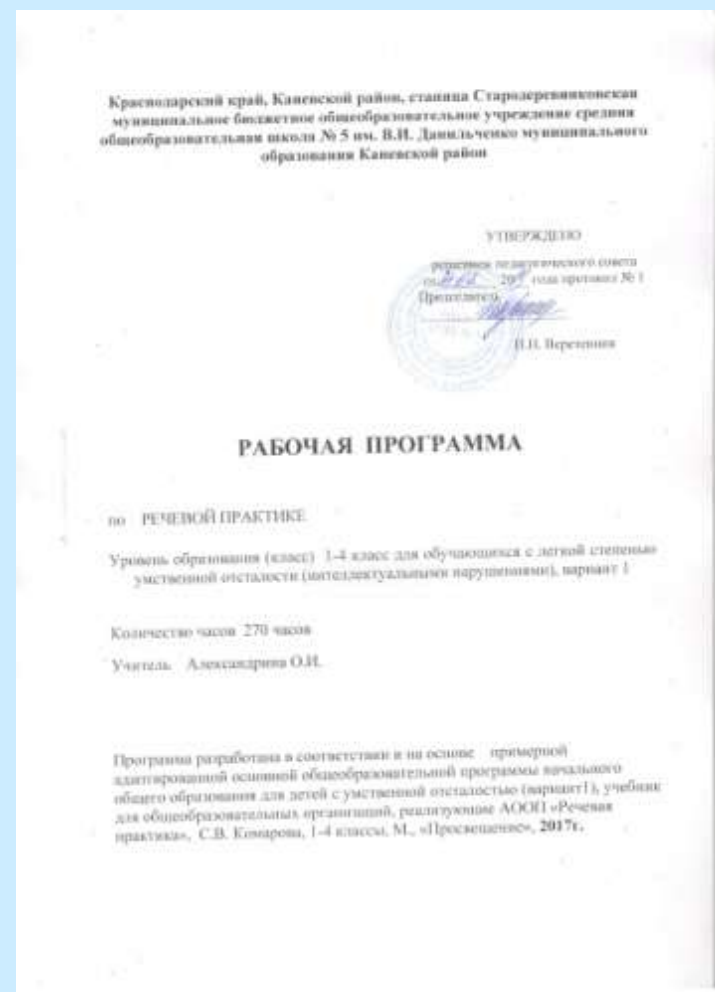 Краснодарский край, Каневской район, станица Стародеревянковская
муниципальное бюджетное общеобразовательное учреждение средняя
общеобразовательная школа № 5 им. В.И. Данильченко муниципального
образования Каневской район
УТВЕРЖДЕНО
решением педагогического совета
от 20 года протокол № 1
Председатель
РАБОЧАЯ ПРОГРАММА
по РЕЧЕВОЙ ПРАКТИКЕ
Уровень образования (класс) 1-4 класс для обучающихся с легкой степенью
умственной отсталости (интеллектуальными нарушениями), вариант 1
Количество часов 270 часов
Учитель Александрина О.И.
Программа разработана в соответствии и на основе примерной
адаптированной основной общеобразовательной программы начального
общего образования для детей с умственной отсталостью (вариант1), учебник
для общеобразовательных организаций, реализующие АООП «Речевая
практика», С.В. Комарова, 1-4 классы, М., «Просвещение», 2017г.